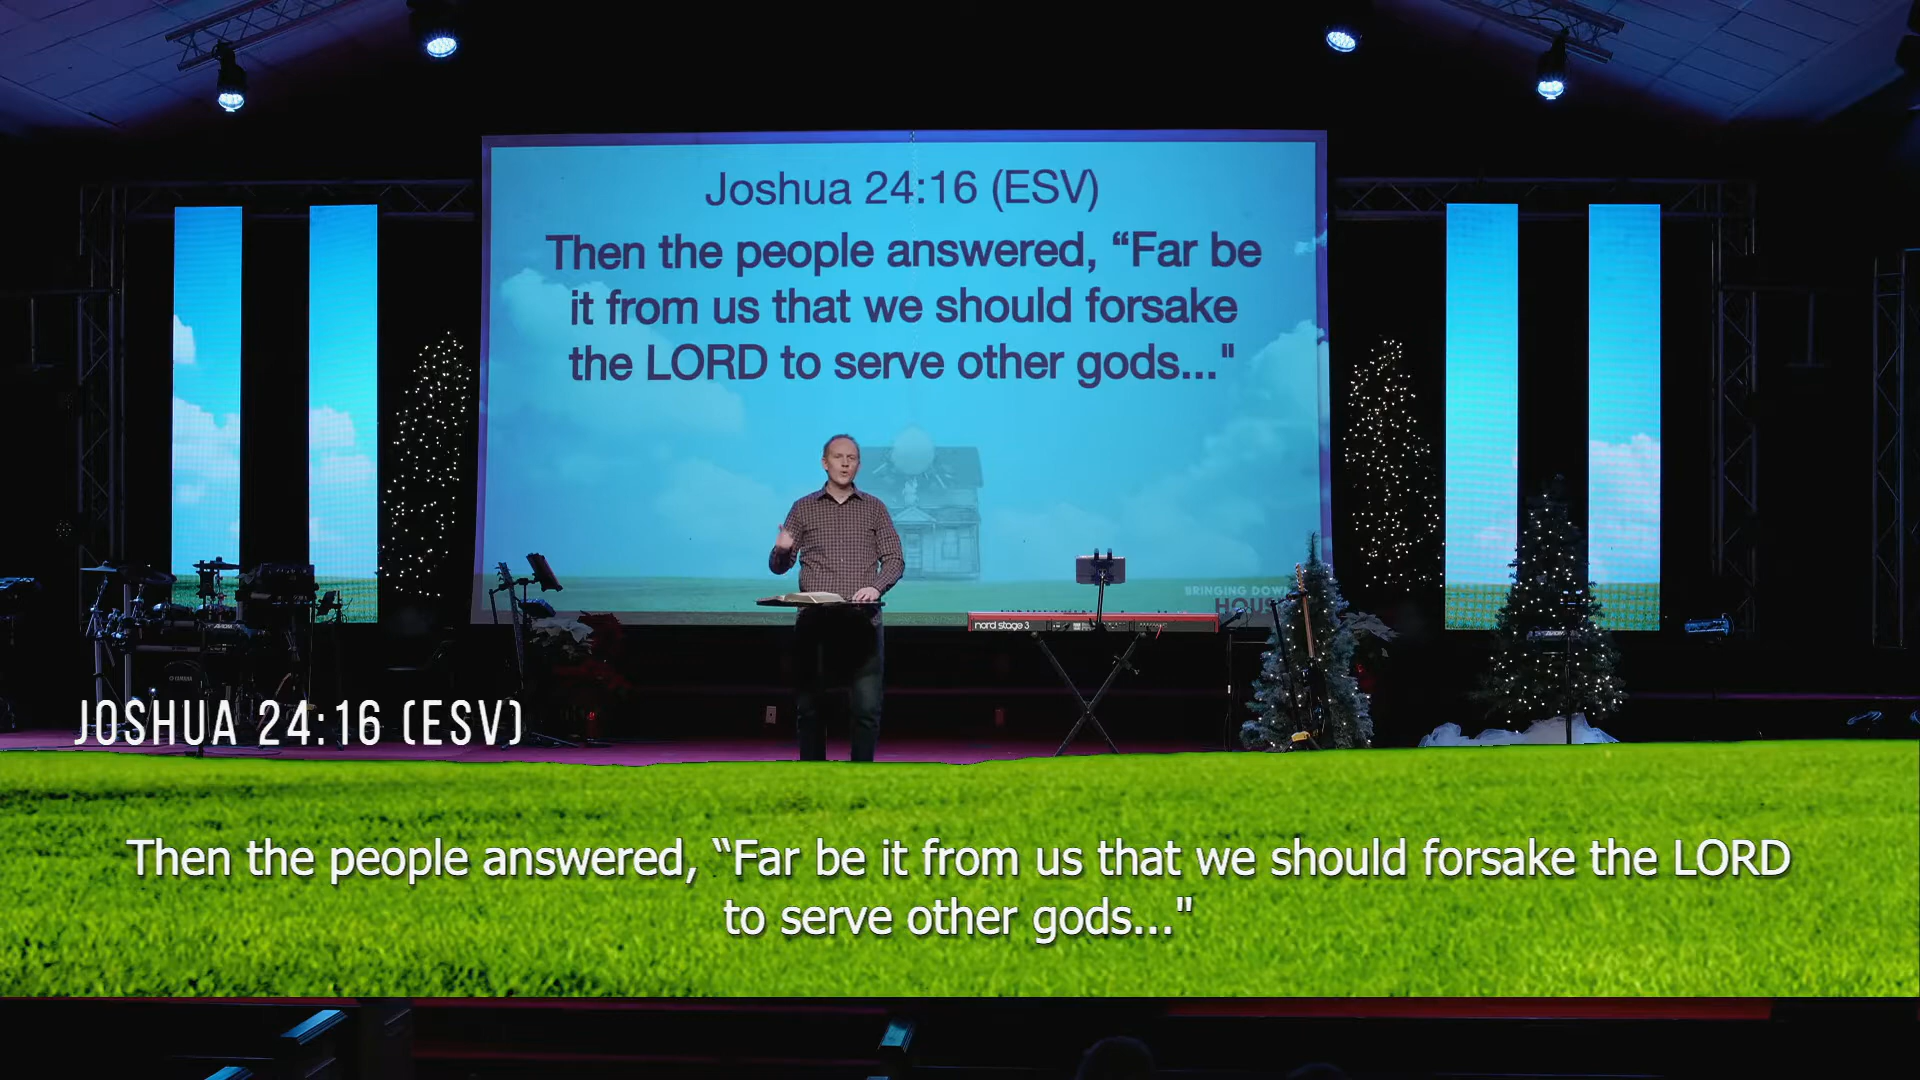 Joshua 24:16 (ESV)
Then the people answered, “Far be
it from us that we should forsake
the LORD to serve other gods..."
BRINGING DOWN
nord stage 3
JOSHUA 24:16 (ESV)
Then the people answered, “Far be it from us that we should forsake the LORD
to serve other gods..."